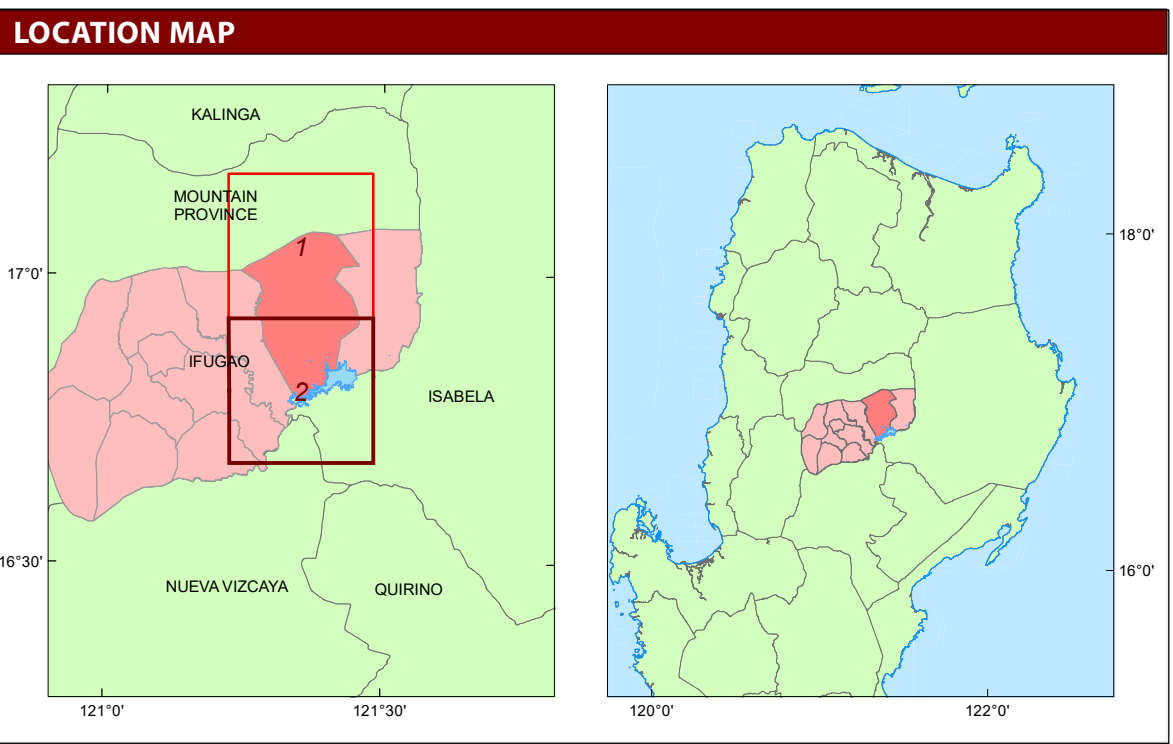 LOCATION MAP
KALINGA
MOUNTAIN
PROVINCE
1
17°0'
IFUGAO
2
ISABELA
16°30'
NUEVA VIZCAYA
QUIRINO
121°0'
121°30'
18°0'
16°0'
120°0'
122°0'